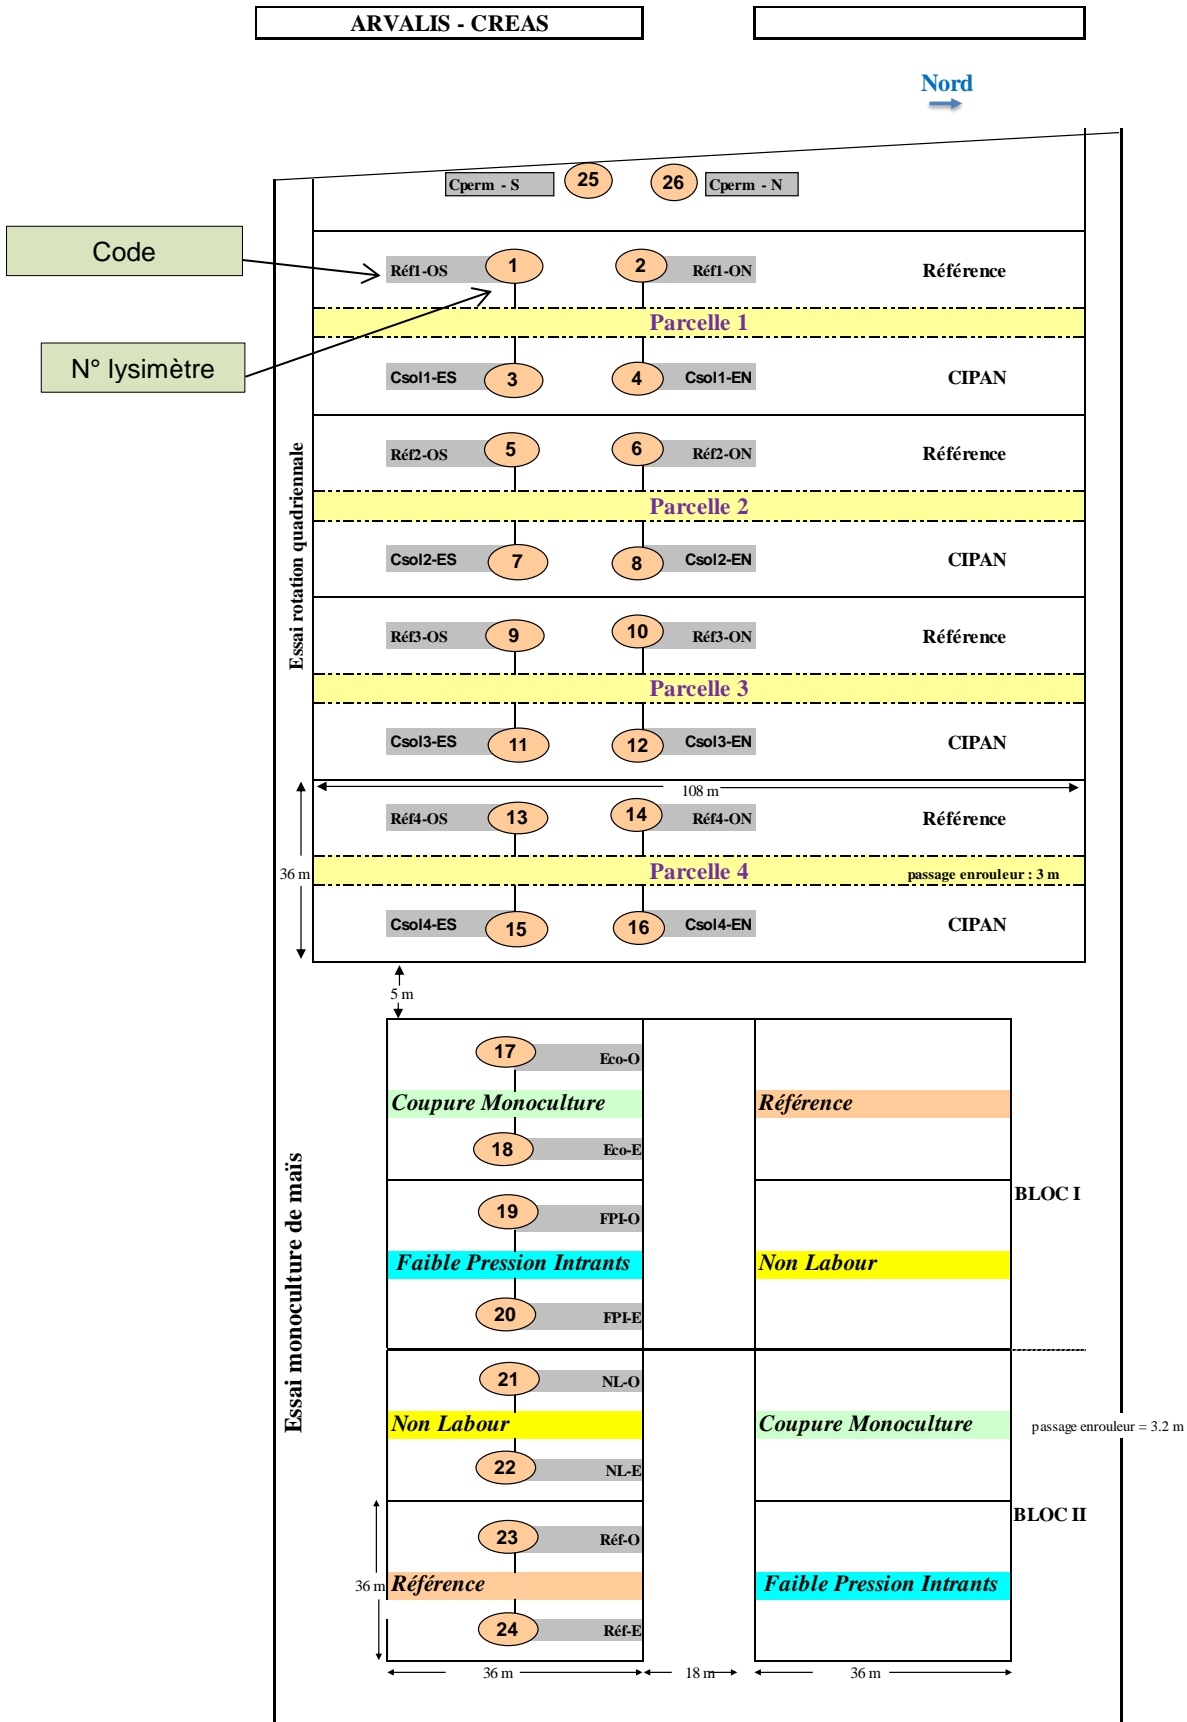 ARVALIS - CREAS
Nord
Cperm - S
25
26
Cperm - N
Code
Réf1-OS
1
2
Réf1-ON
Référence
Parcelle 1
N° lysimètre
Csol1-ES
3
4
Csol1-EN
CIPAN
Réf2-OS
5
6
Réf2-ON
Référence
Parcelle 2
Csol2-ES
7
8
Csol2-EN
CIPAN
Essai rotation quadriennale
Réf3-OS
9
10
Réf3-ON
Référence
Parcelle 3
Csol3-ES
11
12
Csol3-EN
CIPAN
108 m
Réf4-OS
13
14
Réf4-ON
Référence
36 m
Parcelle 4
passage enrouleur : 3 m
Csol4-ES
15
16
Csol4-EN
CIPAN
5 m
17
Eco-O
Coupure Monoculture
Référence
18
Eco-E
BLOC I
19
FPI-O
Faible Pression Intrants
Non Labour
20
FPI-E
Essai monoculture de maïs
21
NL-O
Non Labour
Coupure Monoculture
passage enrouleur = 3.2 m
22
NL-E
BLOC II
23
Réf-O
36 m
Référence
Faible Pression Intrants
24
Réf-E
36 m
18 m
36 m